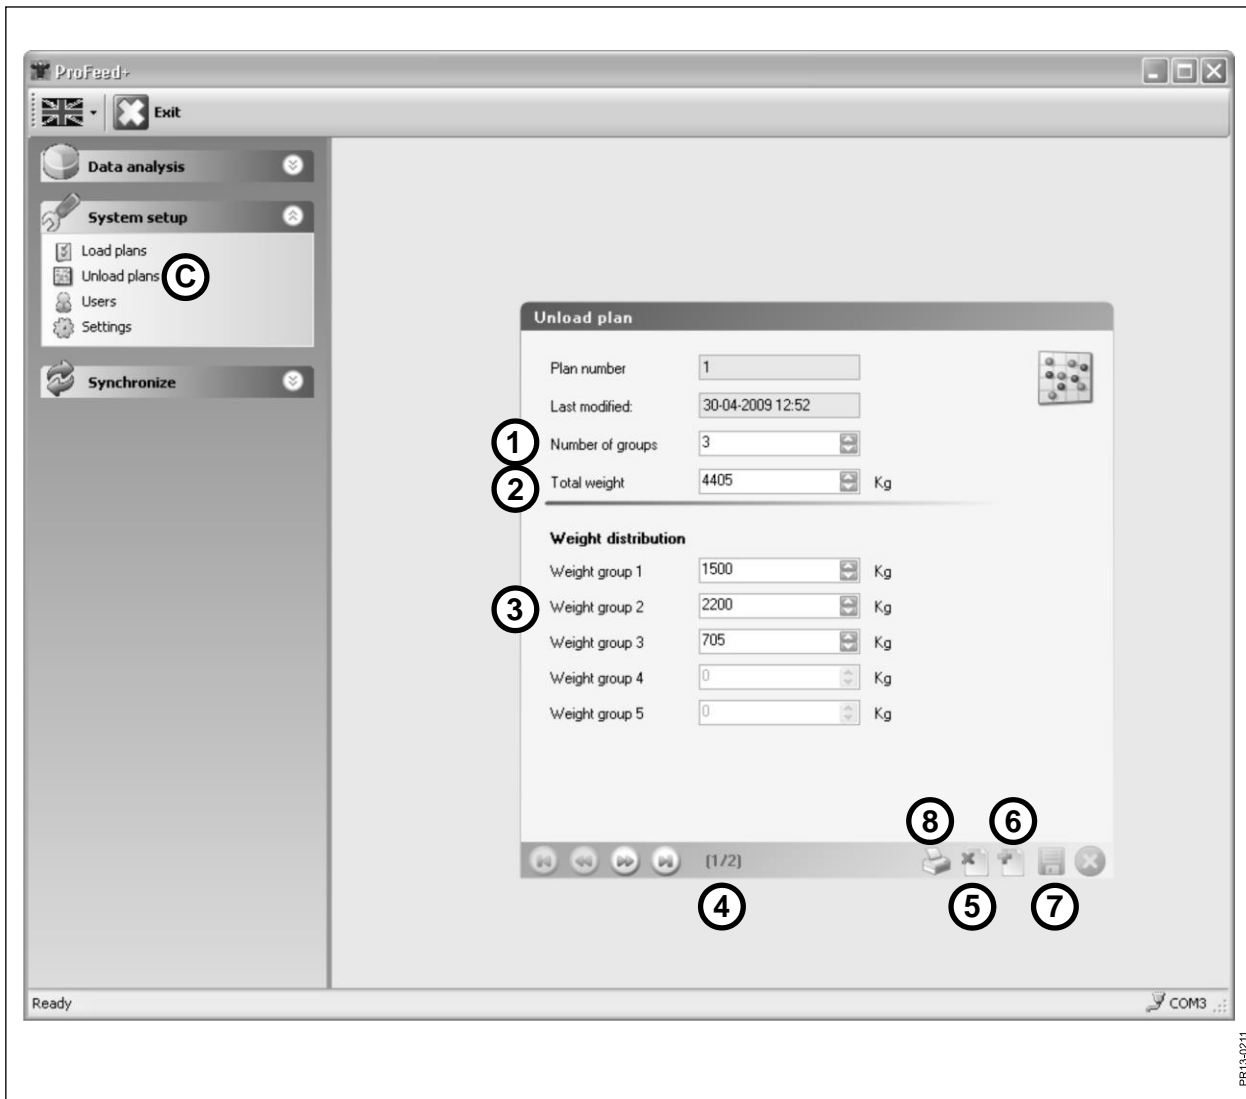 ProFeed+
Exit
Data analysis
System setup
Load plans
Unload plans C
Users
Settings
Synchronize
Unload plan
Plan number 1
Last modified: 30-04-2009 12:52
1 Number of groups 3
2 Total weight 4405 Kg
Weight distribution
Weight group 1 1500 Kg
3 Weight group 2 2200 Kg
Weight group 3 705 Kg
Weight group 4 0 Kg
Weight group 5 0 Kg
8 6
(1/2)
4 5 7
Ready COM3
PR13-0211